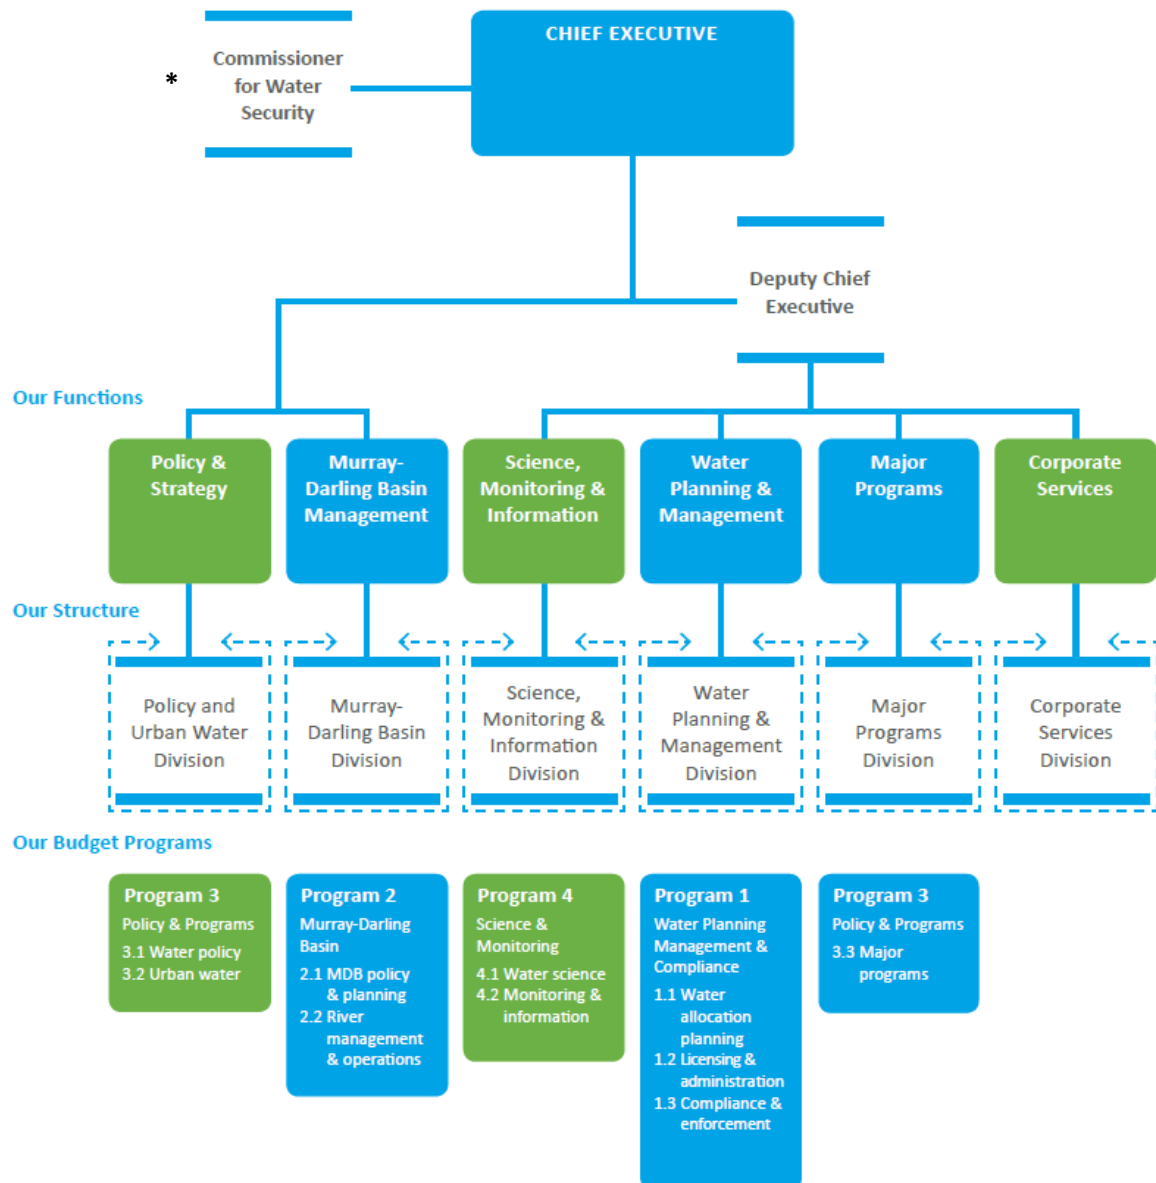 CHIEF EXECUTIVE
Commissioner
for Water
Security
*
Deputy Chief
Executive
Our Functions
Policy &
Strategy
Murray-
Darling Basin
Management
Science,
Monitoring &
Information
Water
Planning &
Management
Major
Programs
Corporate
Services
Our Structure
Policy and
Urban Water
Division
Murray-
Darling Basin
Division
Science,
Monitoring &
Information
Division
Water
Planning &
Management
Division
Major
Programs
Division
Corporate
Services
Division
Our Budget Programs
Program 3
Policy & Programs
3.1 Water policy
3.2 Urban water
Program 2
Murray-Darling
Basin
2.1 MDB policy
& planning
2.2 River
management
& operations
Program 4
Science &
Monitoring
4.1 Water science
4.2 Monitoring &
information
Program 1
Water Planning
Management &
Compliance
1.1 Water
allocation
planning
1.2 Licensing &
administration
1.3 Compliance &
enforcement
Program 3
Policy & Programs
3.3 Major
programs